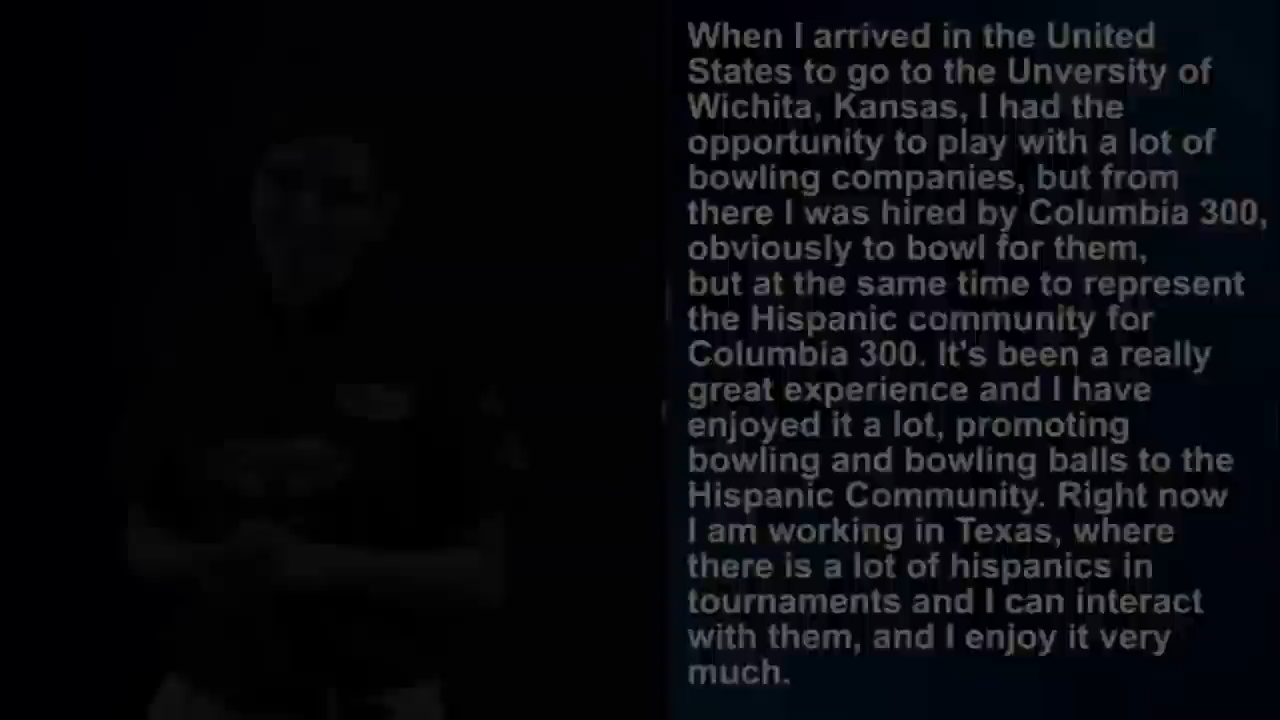 When I arrived in the United
States to go to the Unversity of
Wichita, Kansas, I had the
opportunity to play with a lot of
bowling companies, but from
there I was hired by Columbia 300,
obviously to bowl for them,
but at the same time to represent
the Hispanic community for
Columbia 300. It's been a really
great experience and I have
enjoyed it a lot, promoting
bowling and bowling balls to the
Hispanic Community. Right now
I am working in Texas, where
there is a lot of hispanics in
tournaments and I can interact
with them, and I enjoy it very
much.